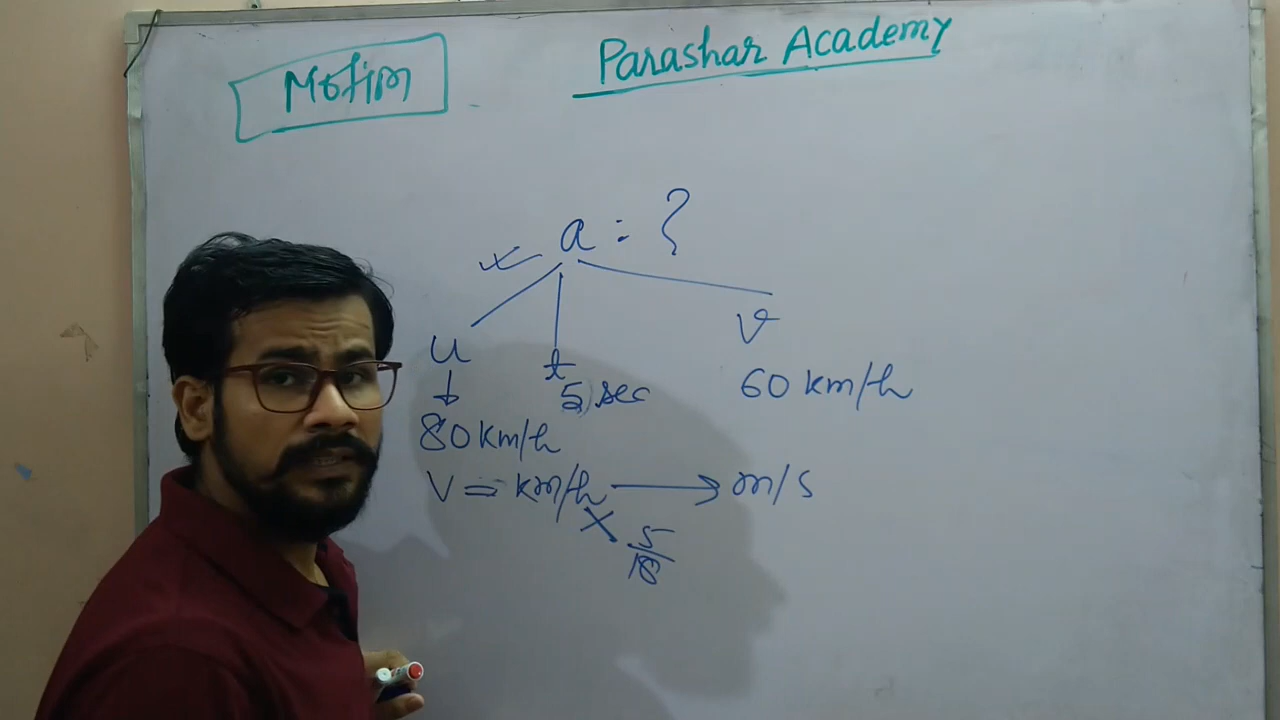 Motion
Parashar Academy
a : ?
u t v
5 sec 60 km/h
80 km/h
V = km/h → m/s
× 5/18